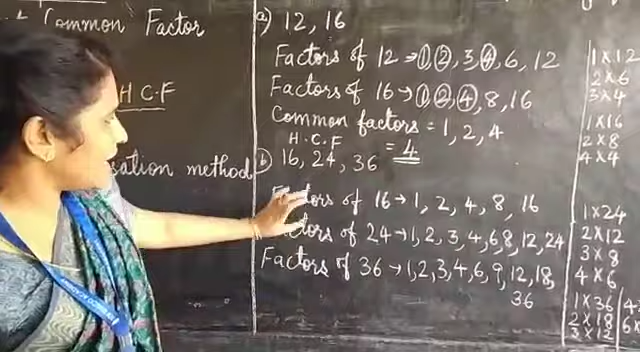 Common Factor
H C F
sation method
a) 12, 16
Factors of 12 → 1, 2, 3, 4, 6, 12
Factors of 16 → 1, 2, 4, 8, 16
Common factors = 1, 2, 4
H.C.F = 4
b) 16, 24, 36
Factors of 16 → 1, 2, 4, 8, 16
Factors of 24 → 1, 2, 3, 4, 6, 8, 12, 24
Factors of 36 → 1, 2, 3, 4, 6, 9, 12, 18,
36
1 × 12
2 × 6
3 × 4
1 × 16
2 × 8
4 × 4
1 × 24
2 × 12
3 × 8
4 × 6
1 × 36
2 × 18
3 × 12